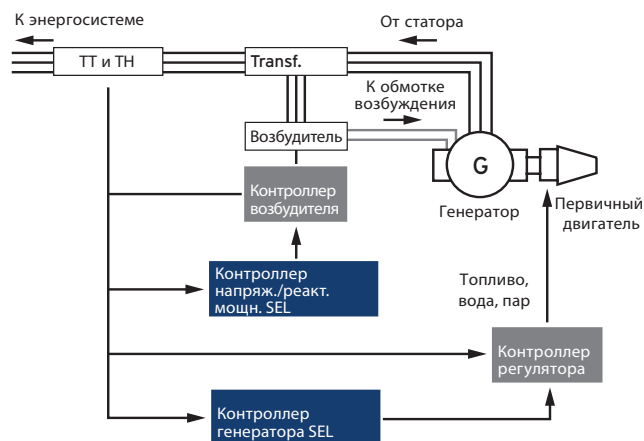 К энергосистеме
От статора
ТТ и ТН
Transf.
К обмотке
возбуждения
Возбудитель
G
Контроллер
возбудителя
Генератор
Первичный
двигатель
Контроллер
напряж./реакт.
мощн. SEL
Топливо,
вода, пар
Контроллер
регулятора
Контроллер
генератора SEL